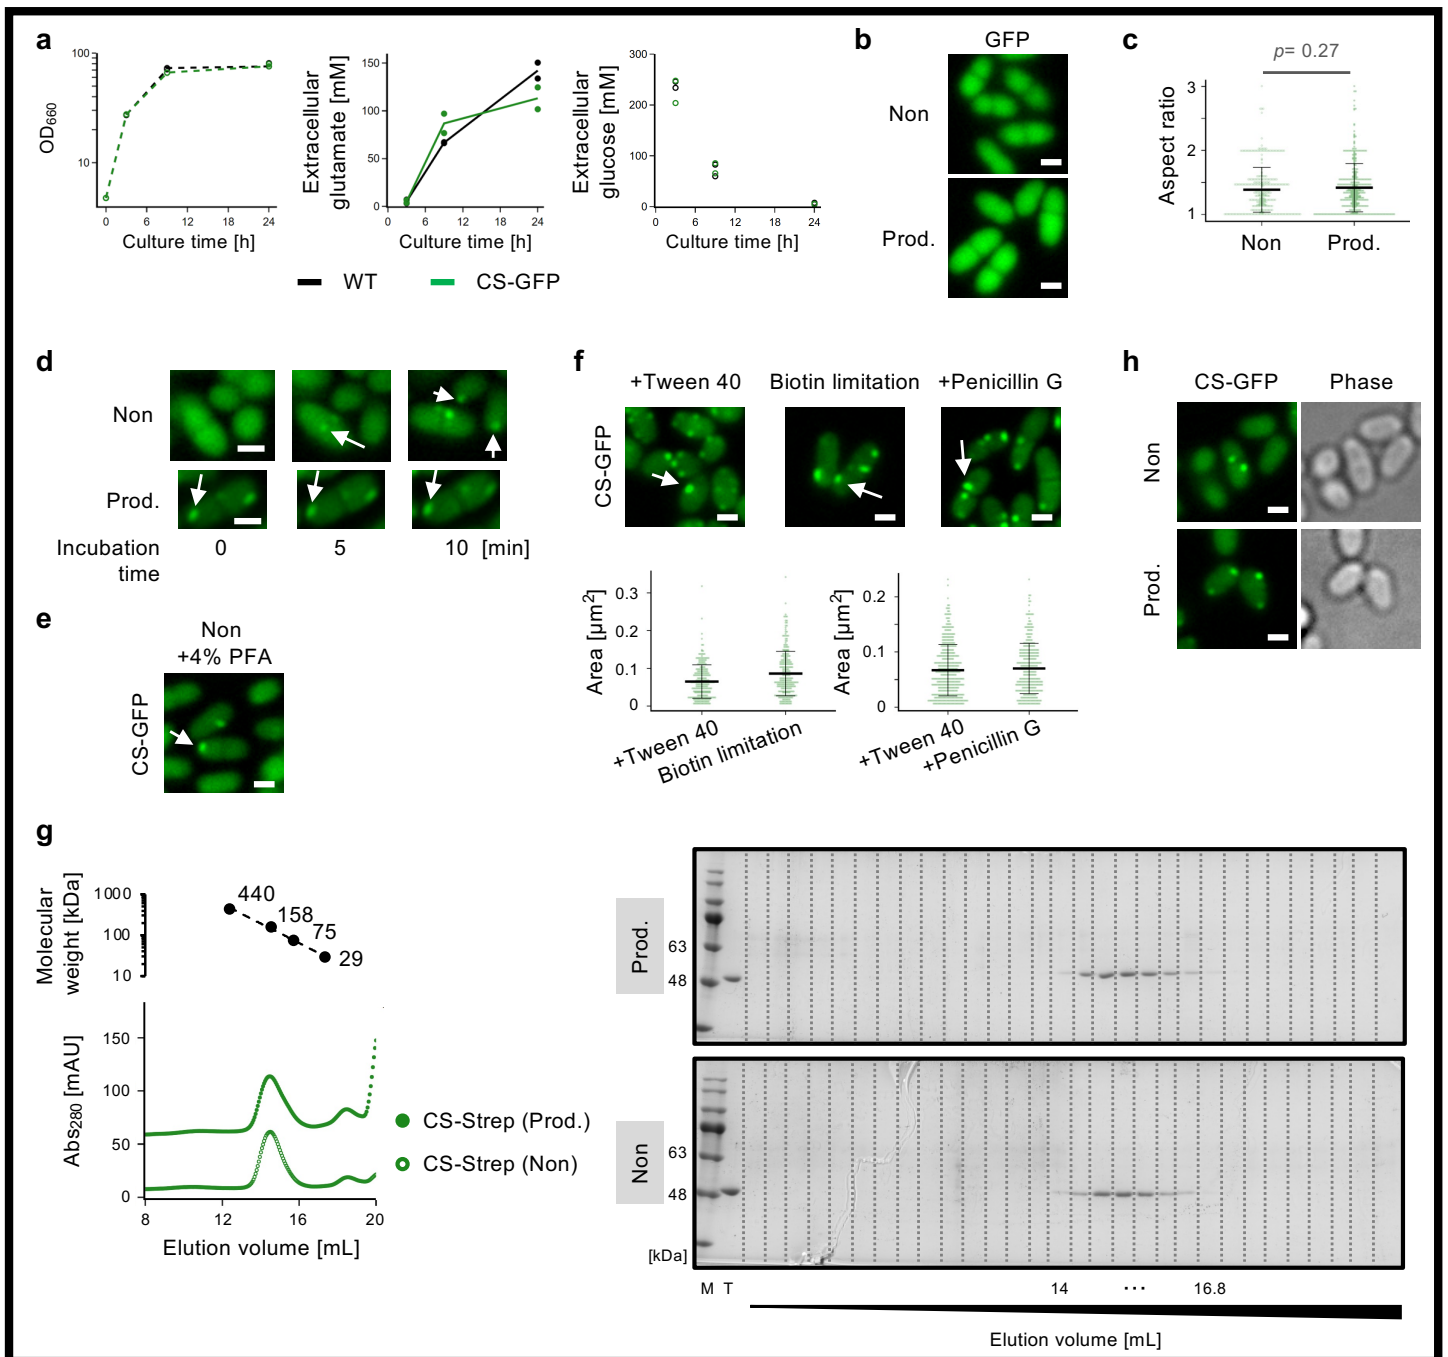 a
OD660
100
10
0 6 12 18 24
Culture time [h]
Extracellular
glutamate [mM]
150
100
50
0
0 6 12 18 24
Culture time [h]
Extracellular
glucose [mM]
300
200
100
0
0 6 12 18 24
Culture time [h]
WT
CS-GFP
b
GFP
Non
Prod.
c
p= 0.27
Aspect ratio
3
2
1
Non Prod.
d
Non
Prod.
Incubation
time
0 5 10 [min]
e
Non
+4% PFA
CS-GFP
f
+Tween 40 Biotin limitation +Penicillin G
CS-GFP
Area [µm2]
0.3
0.2
0.1
0
+Tween 40
Biotin limitation
Area [µm2]
0.2
0.1
0
+Tween 40
+Penicillin G
h
CS-GFP Phase
Non
Prod.
g
Molecular
weight [kDa]
1000
100
10
440
158
75
29
Abs280 [mAU]
150
100
50
0
8 12 16 20
Elution volume [mL]
CS-Strep (Prod.)
CS-Strep (Non)
Prod.
63
48
Non
63
48
[kDa]
M T 14 ··· 16.8
Elution volume [mL]